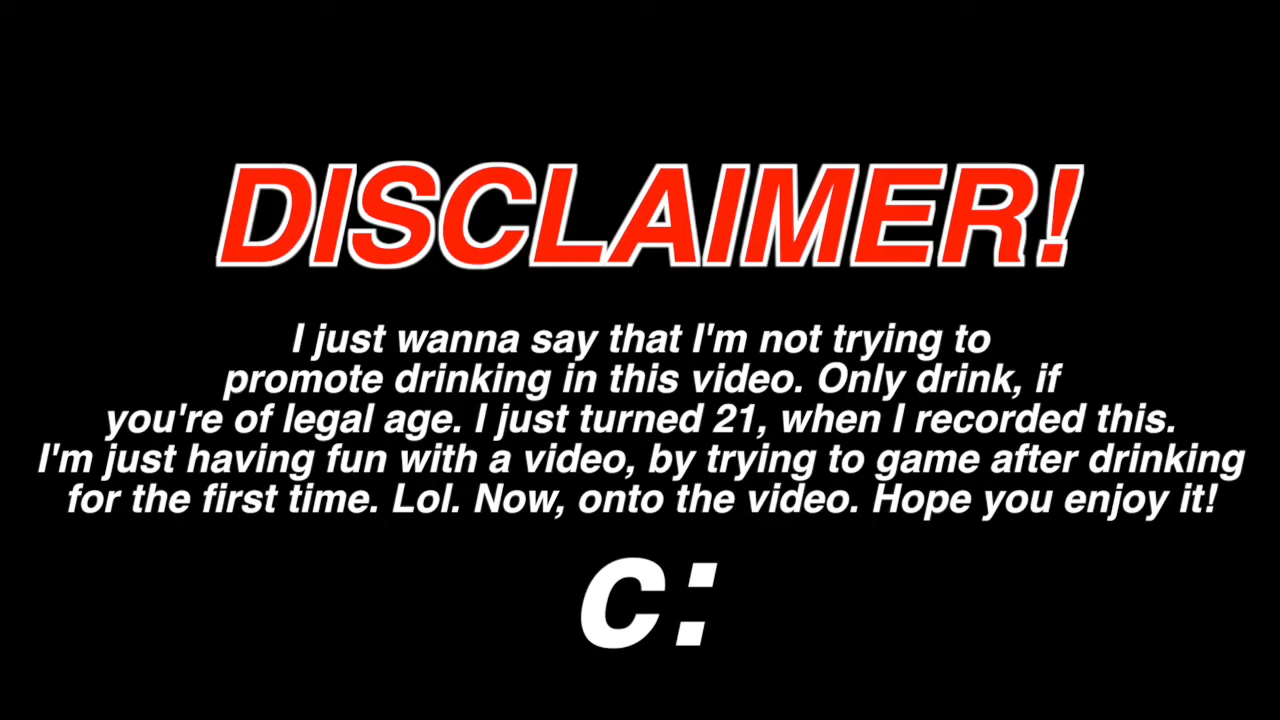 DISCLAIMER!
I just wanna say that I'm not trying to
promote drinking in this video. Only drink, if
you're of legal age. I just turned 21, when I recorded this.
I'm just having fun with a video, by trying to game after drinking
for the first time. Lol. Now, onto the video. Hope you enjoy it!
c: